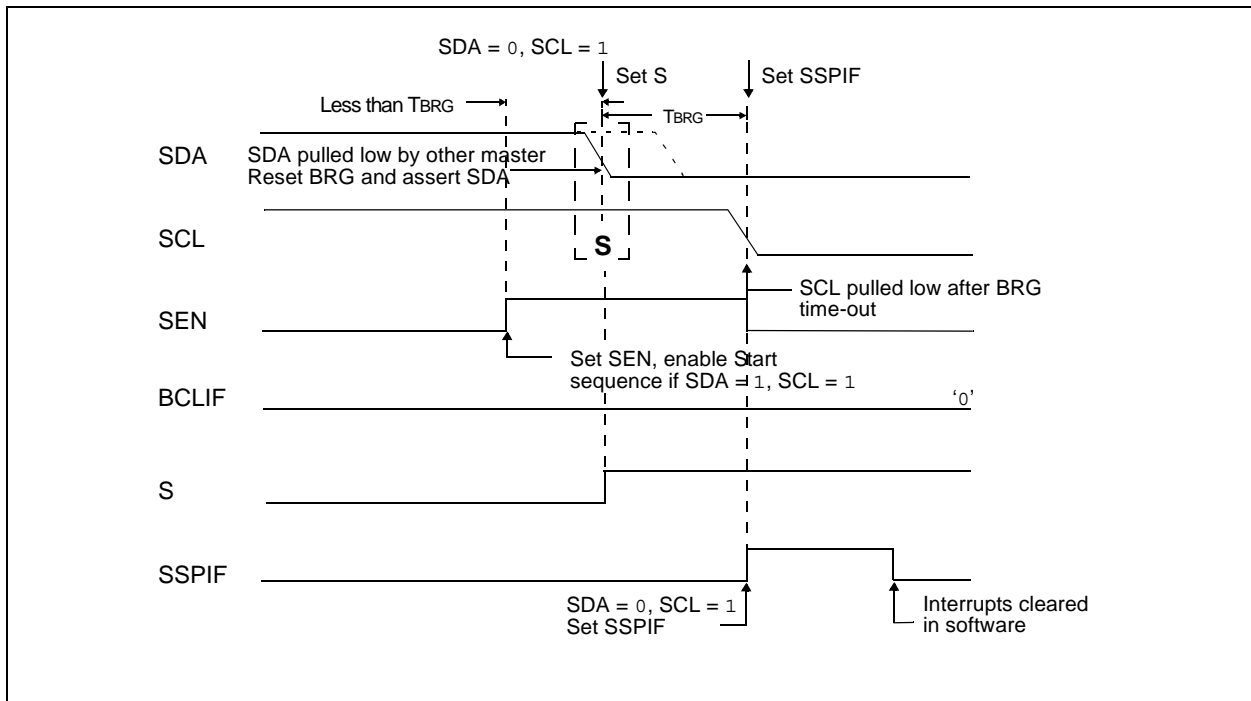 SDA = 0, SCL = 1
Set S
Set SSPIF
Less than TBRG
TBRG
SDA
SDA pulled low by other master
Reset BRG and assert SDA
SCL
S
SCL pulled low after BRG
time-out
SEN
Set SEN, enable Start
sequence if SDA = 1, SCL = 1
BCLIF
‘0’
S
SSPIF
SDA = 0, SCL = 1
Set SSPIF
Interrupts cleared
in software